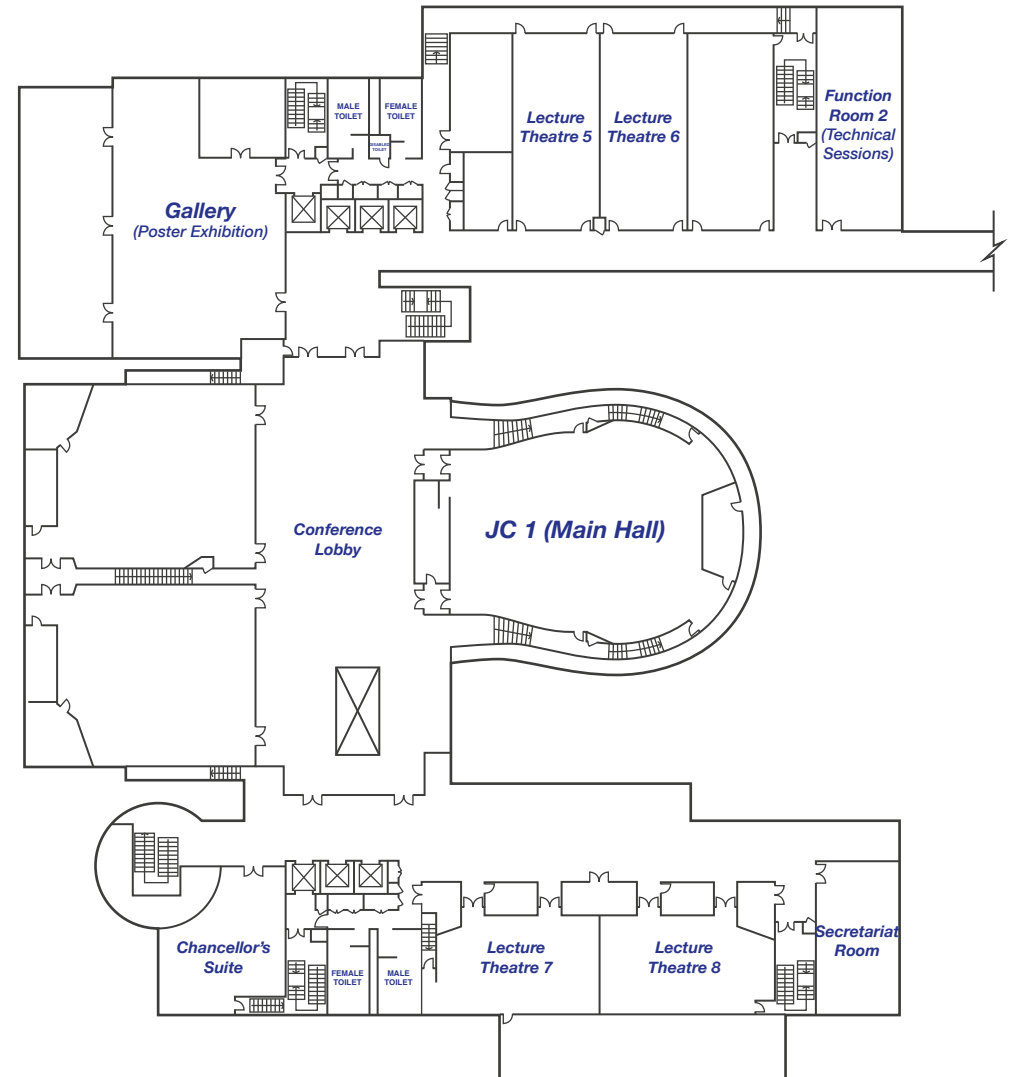 MALE
TOILET
FEMALE
TOILET
DISABLED
TOILET
Lecture
Theatre 5
Lecture
Theatre 6
Function
Room 2
(Technical
Sessions)
Gallery
(Poster Exhibition)
Conference
Lobby
JC 1 (Main Hall)
Chancellor's
Suite
FEMALE
TOILET
MALE
TOILET
Lecture
Theatre 7
Lecture
Theatre 8
Secretariat
Room